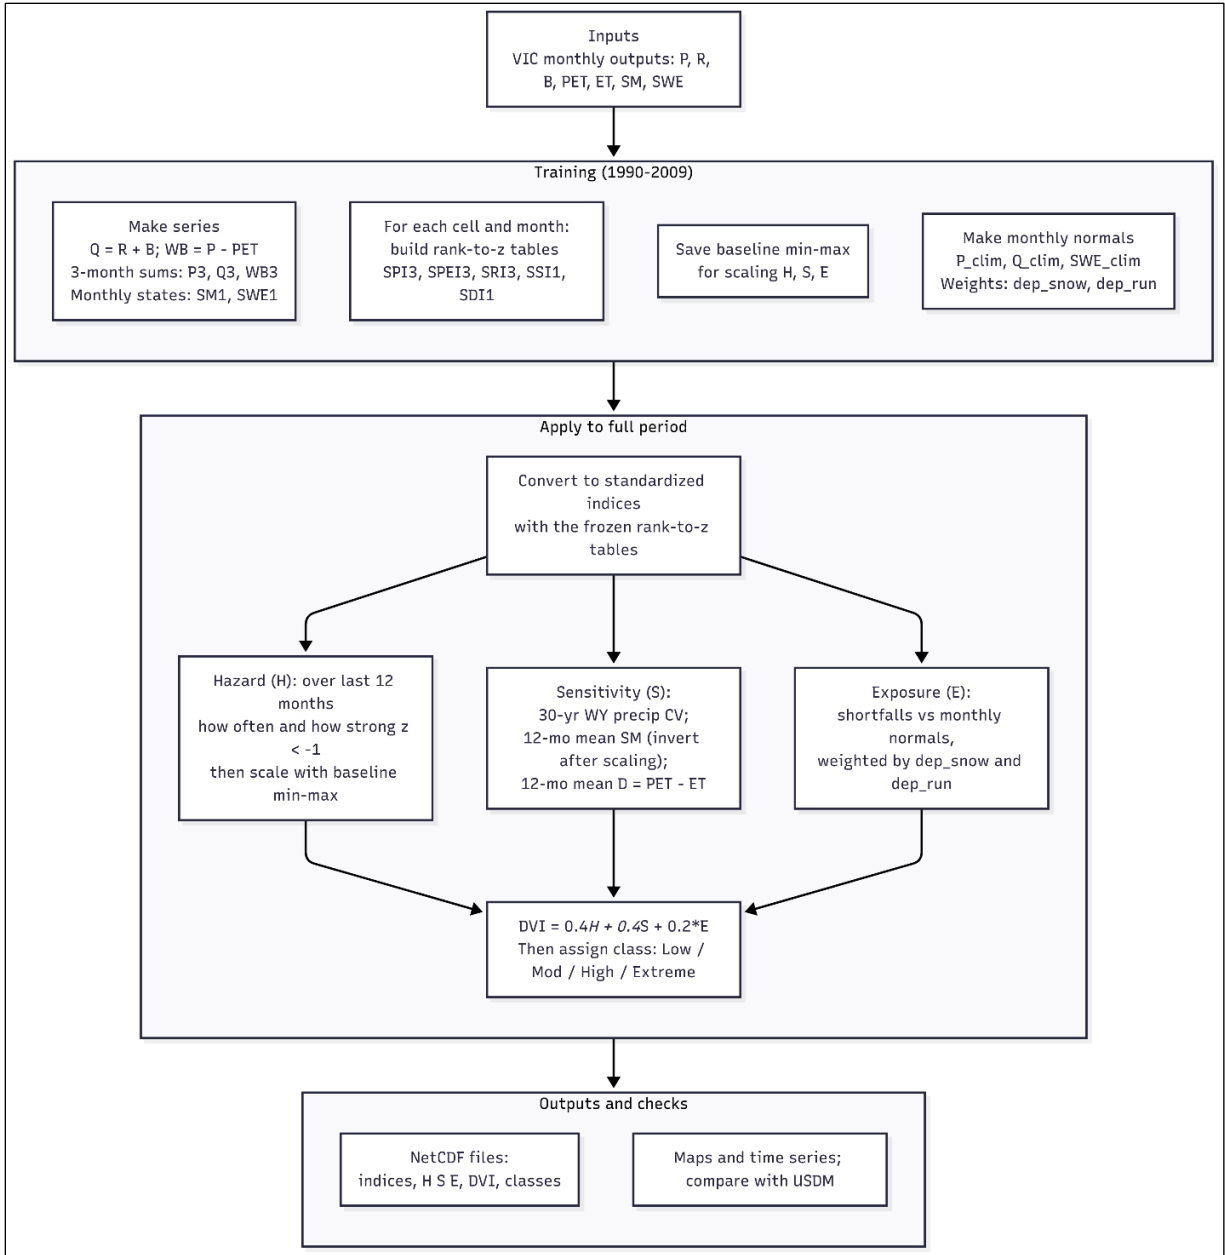 Inputs
VIC monthly outputs: P, R,
B, PET, ET, SM, SWE
Training (1990-2009)
Make series
Q = R + B; WB = P - PET
3-month sums: P3, Q3, WB3
Monthly states: SM1, SWE1
For each cell and month:
build rank-to-z tables
SPI3, SPEI3, SRI3, SSI1,
SDI1
Save baseline min-max
for scaling H, S, E
Make monthly normals
P_clim, Q_clim, SWE_clim
Weights: dep_snow, dep_run
Apply to full period
Convert to standardized
indices
with the frozen rank-to-z
tables
Hazard (H): over last 12
months
how often and how strong z
< -1
then scale with baseline
min-max
Sensitivity (S):
30-yr WY precip CV;
12-mo mean SM (invert
after scaling);
12-mo mean D = PET - ET
Exposure (E):
shortfalls vs monthly
normals,
weighted by dep_snow and
dep_run
DVI = 0.4H + 0.4S + 0.2*E
Then assign class: Low /
Mod / High / Extreme
Outputs and checks
NetCDF files:
indices, H S E, DVI, classes
Maps and time series;
compare with USDM